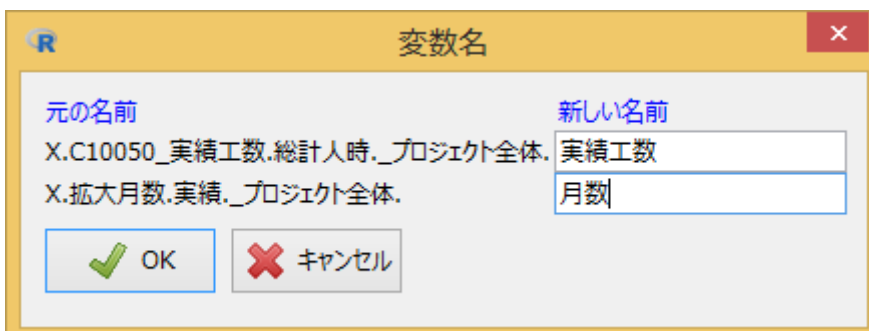 R 変数名 ×
元の名前 新しい名前
X.C10050_実績工数.総計人時._プロジェクト全体. 実績工数
X.拡大月数.実績._プロジェクト全体. 月数
OK キャンセル